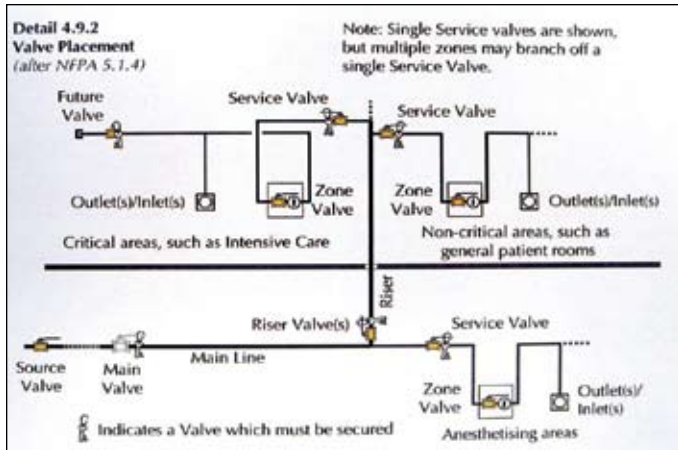 Detail 4.9.2
Valve Placement
(after NFPA 5.1.4)
Note: Single Service valves are shown,
but multiple zones may branch off a
single Service Valve.
Future
Valve
Service Valve
Service Valve
Outlet(s)/Inlet(s)
Zone
Valve
Zone
Valve
Outlet(s)/Inlet(s)
Critical areas, such as Intensive Care
Non-critical areas, such as
general patient rooms
Riser
Riser Valve(s)
Service Valve
Source
Valve
Main
Valve
Main Line
Zone
Valve
Outlet(s)/
Inlet(s)
Indicates a Valve which must be secured
Anesthetising areas